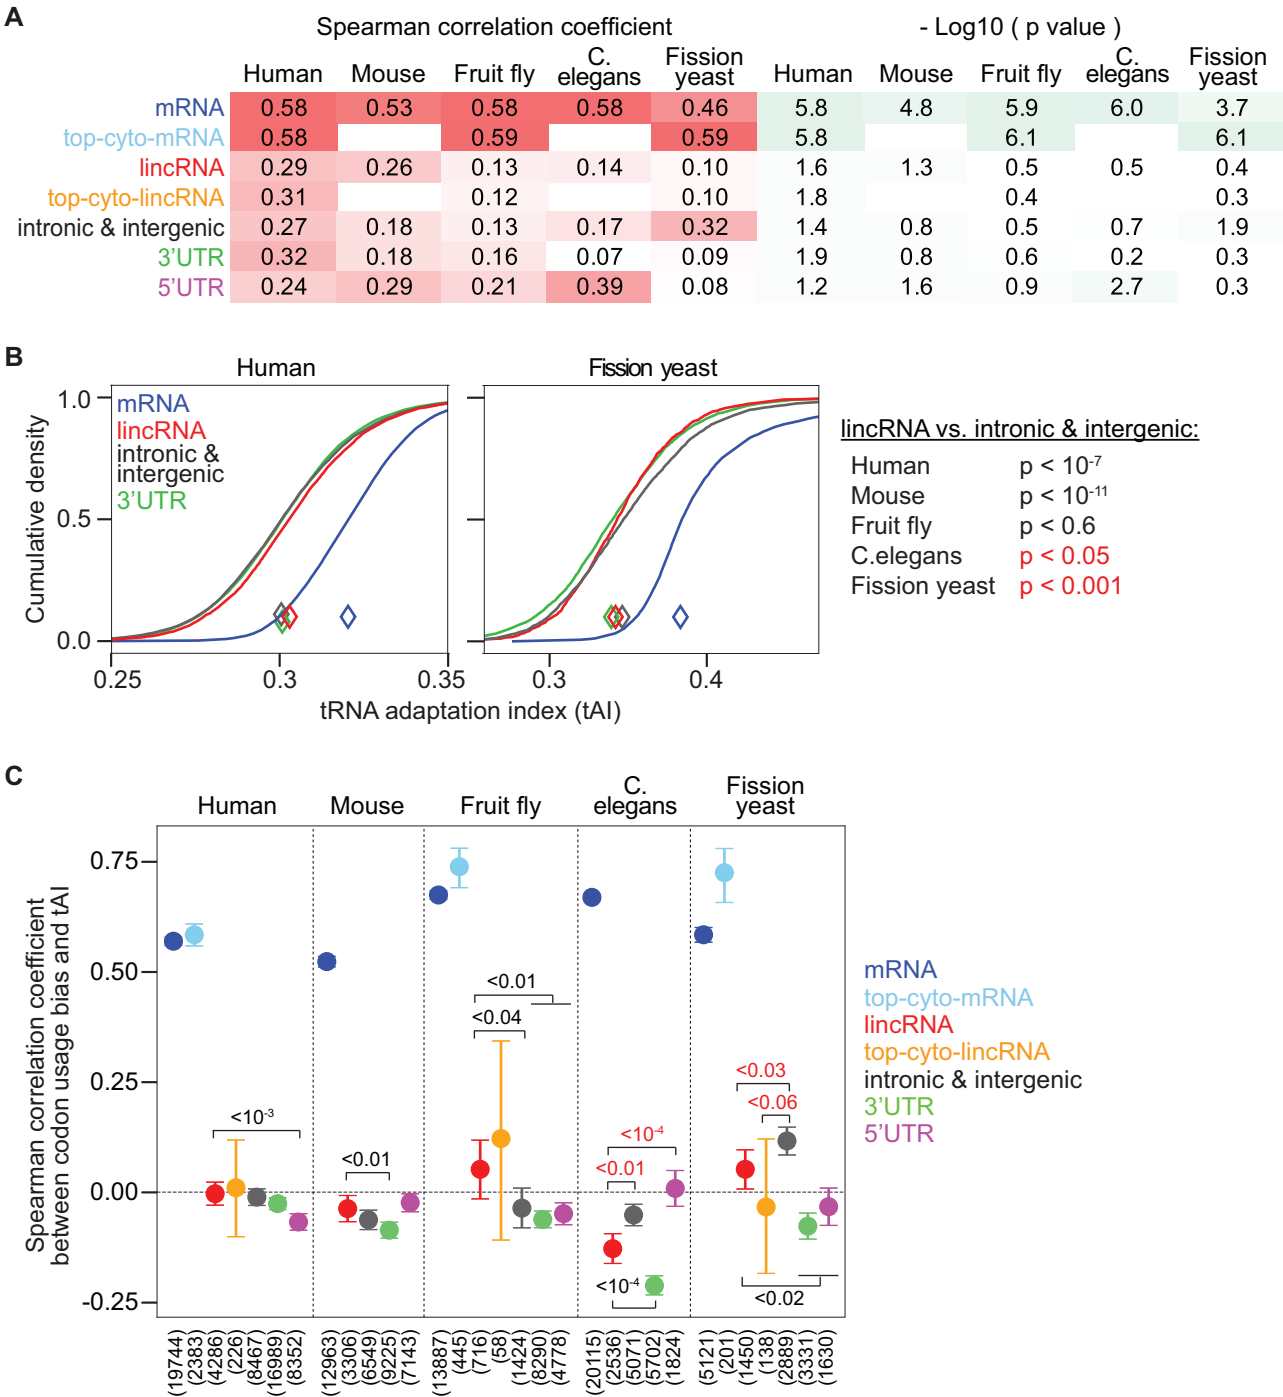 A
Spearman correlation coefficient - Log10 ( p value )
Human Mouse Fruit fly C. elegans Fission yeast Human Mouse Fruit fly C. elegans Fission yeast
mRNA 0.58 0.53 0.58 0.58 0.46 5.8 4.8 5.9 6.0 3.7
top-cyto-mRNA 0.58 0.59 0.59 5.8 6.1 6.1
lincRNA 0.29 0.26 0.13 0.14 0.10 1.6 1.3 0.5 0.5 0.4
top-cyto-lincRNA 0.31 0.12 0.10 1.8 0.4 0.3
intronic & intergenic 0.27 0.18 0.13 0.17 0.32 1.4 0.8 0.5 0.7 1.9
3'UTR 0.32 0.18 0.16 0.07 0.09 1.9 0.8 0.6 0.2 0.3
5'UTR 0.24 0.29 0.21 0.39 0.08 1.2 1.6 0.9 2.7 0.3
B
Human
Fission yeast
Cumulative density
1.0
0.5
0.0
mRNA
lincRNA
intronic &
intergenic
3'UTR
0.25 0.3 0.35
0.3 0.4
tRNA adaptation index (tAI)
lincRNA vs. intronic & intergenic:
Human p < 10-7
Mouse p < 10-11
Fruit fly p < 0.6
C.elegans p < 0.05
Fission yeast p < 0.001
C
Human Mouse Fruit fly C. elegans Fission yeast
Spearman correlation coefficient
between codon usage bias and tAI
0.75
0.50
0.25
0.00
-0.25
<10-3
<0.01
<0.01
<0.04
<10-4
<0.01
<10-4
<0.03
<0.06
<0.02
mRNA
top-cyto-mRNA
lincRNA
top-cyto-lincRNA
intronic & intergenic
3'UTR
5'UTR
(19744) (2383) (4286) (226) (8467) (16989) (8352) (12963) (3306) (6549) (9225) (7143) (13887) (445) (716) (58) (1424) (8290) (4778) (20115) (2536) (5071) (5702) (1824) (5121) (201) (1450) (138) (2889) (3331) (1630)